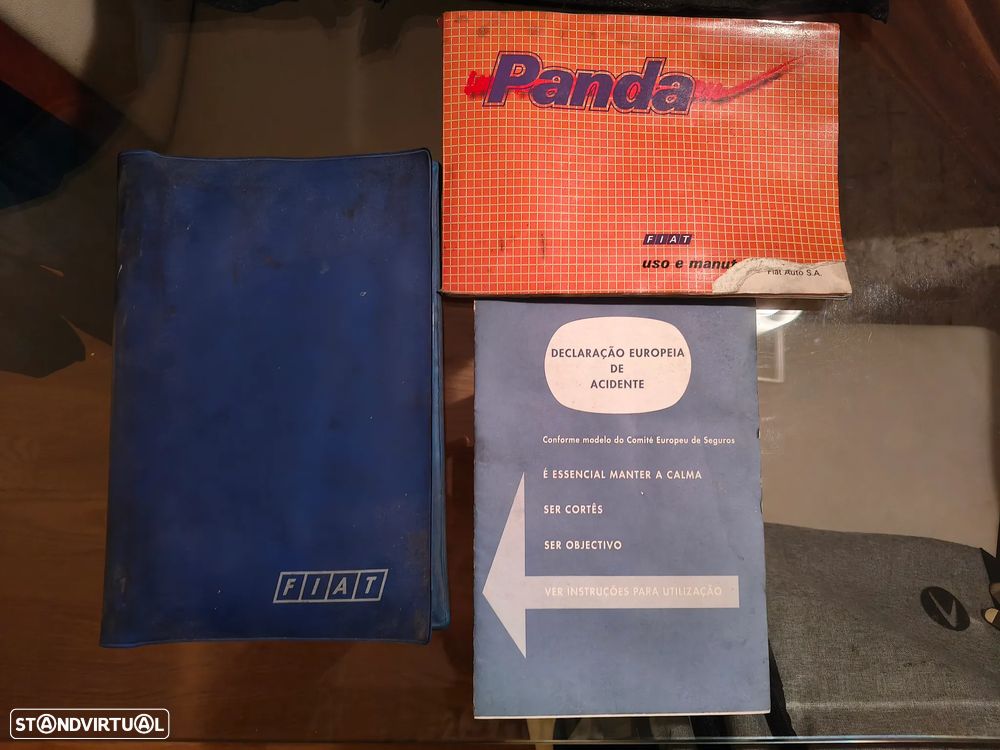 Panda
FIAT
uso e manut
Fiat Auto S.A.
FIAT
DECLARAÇÃO EUROPEIA
DE
ACIDENTE
Conforme modelo do Comité Europeu de Seguros
É ESSENCIAL MANTER A CALMA
SER CORTÊS
SER OBJECTIVO
VER INSTRUÇÕES PARA UTILIZAÇÃO
STANDVIRTUAL